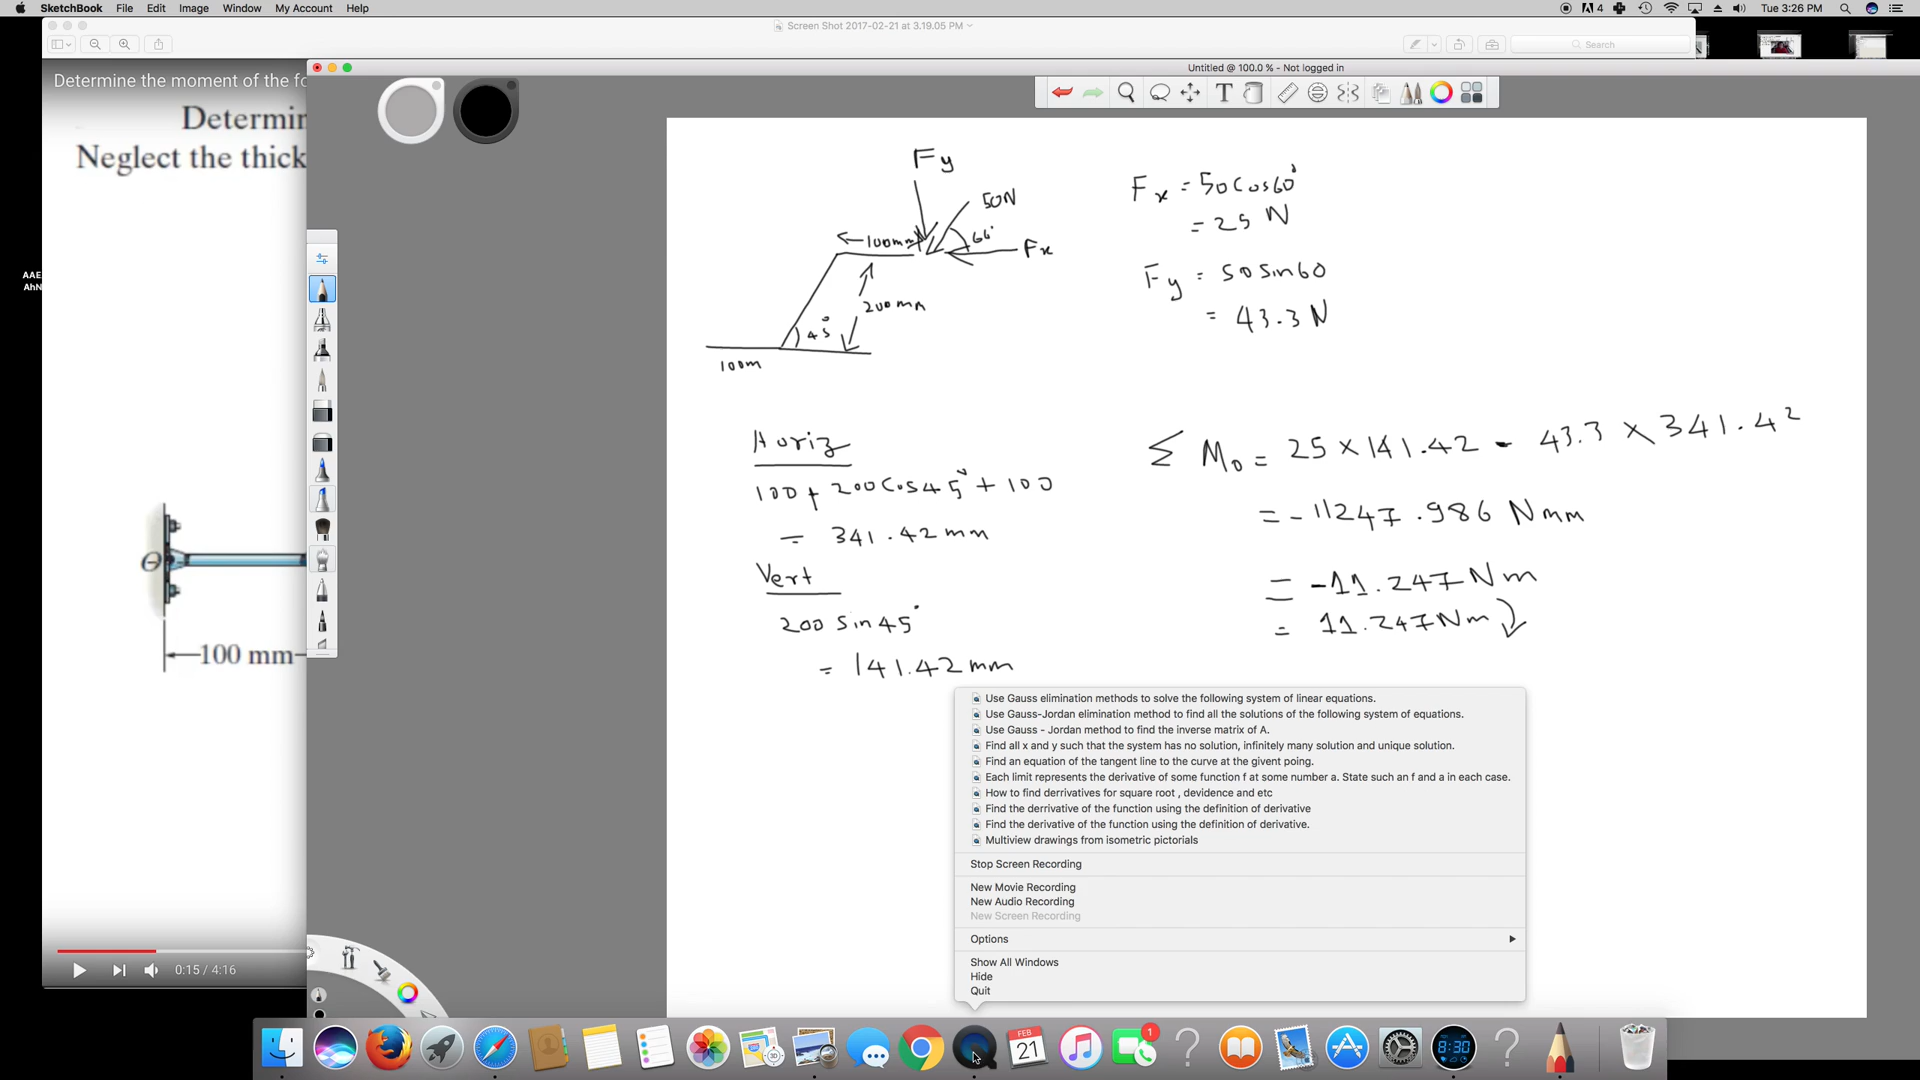 SketchBook File Edit Image Window My Account Help
4 Tue 3:26 PM
Screen Shot 2017-02-21 at 3.19.05 PM
Search
Untitled @ 100.0 % - Not logged in
Determine the moment of the fo
Determin
Neglect the thick
AAE
AhN
O
100 mm
0:15 / 4:16
Fy
50N
60°
100mm
Fx
200mm
45°
100m
Fx = 50Cos60°
= 25 N
Fy = 50sin60
= 43.3 N
Horiz
100 + 200Cos45° + 100
= 341.42mm
Vert
200 Sin45°
= 141.42mm
Σ Mo = 25 × 141.42 - 43.3 × 341.42
= -11247.986 Nmm
= -11.247Nm
= 11.247Nm
Use Gauss elimination methods to solve the following system of linear equations.
Use Gauss-Jordan elimination method to find all the solutions of the following system of equations.
Use Gauss - Jordan method to find the inverse matrix of A.
Find all x and y such that the system has no solution, infinitely many solution and unique solution.
Find an equation of the tangent line to the curve at the givent poing.
Each limit represents the derivative of some function f at some number a. State such an f and a in each case.
How to find derrivatives for square root , devidence and etc
Find the derrivative of the function using the definition of derivative
Find the derivative of the function using the definition of derivative.
Multiview drawings from isometric pictorials
Stop Screen Recording
New Movie Recording
New Audio Recording
New Screen Recording
Options
Show All Windows
Hide
Quit
FEB
21
1
8:30